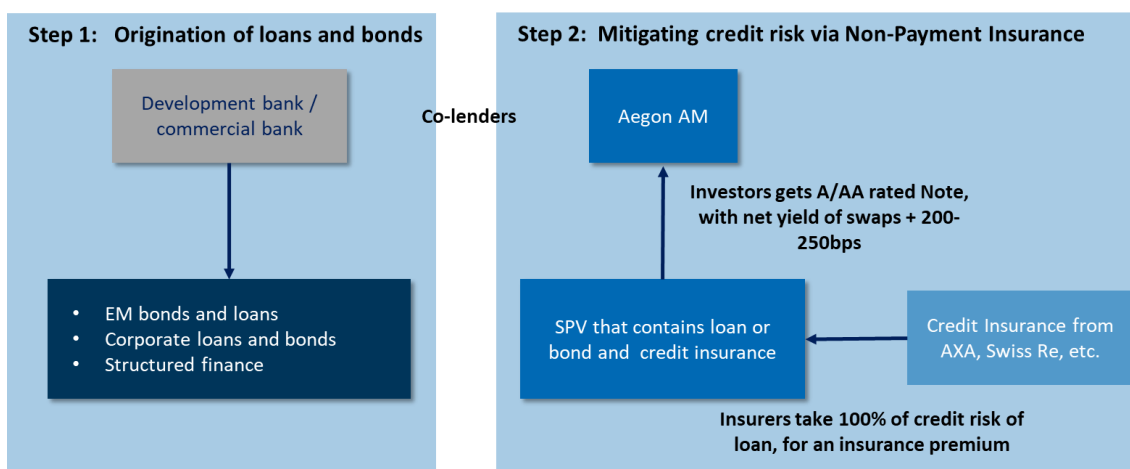 Step 1:   Origination of loans and bonds
Development bank /
commercial bank
• EM bonds and loans
• Corporate loans and bonds
• Structured finance
Co-lenders
Step 2:  Mitigating credit risk via Non-Payment Insurance
Aegon AM
Investors gets A/AA rated Note,
with net yield of swaps + 200-
250bps
SPV that contains loan or
bond and  credit insurance
Credit Insurance from
AXA, Swiss Re, etc.
Insurers take 100% of credit risk of
loan, for an insurance premium